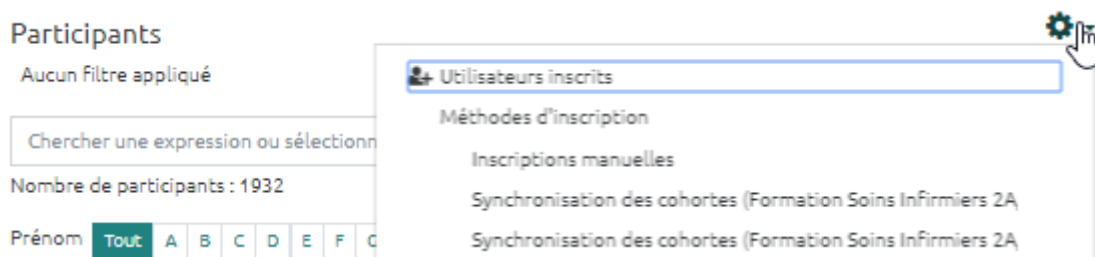 Participants
Aucun filtre appliqué
Utilisateurs inscrits
Méthodes d'inscription
Chercher une expression ou sélectionn
Inscriptions manuelles
Nombre de participants : 1932
Synchronisation des cohortes (Formation Soins Infirmiers 2A
Prénom Tout A B C D E F
Synchronisation des cohortes (Formation Soins Infirmiers 2A